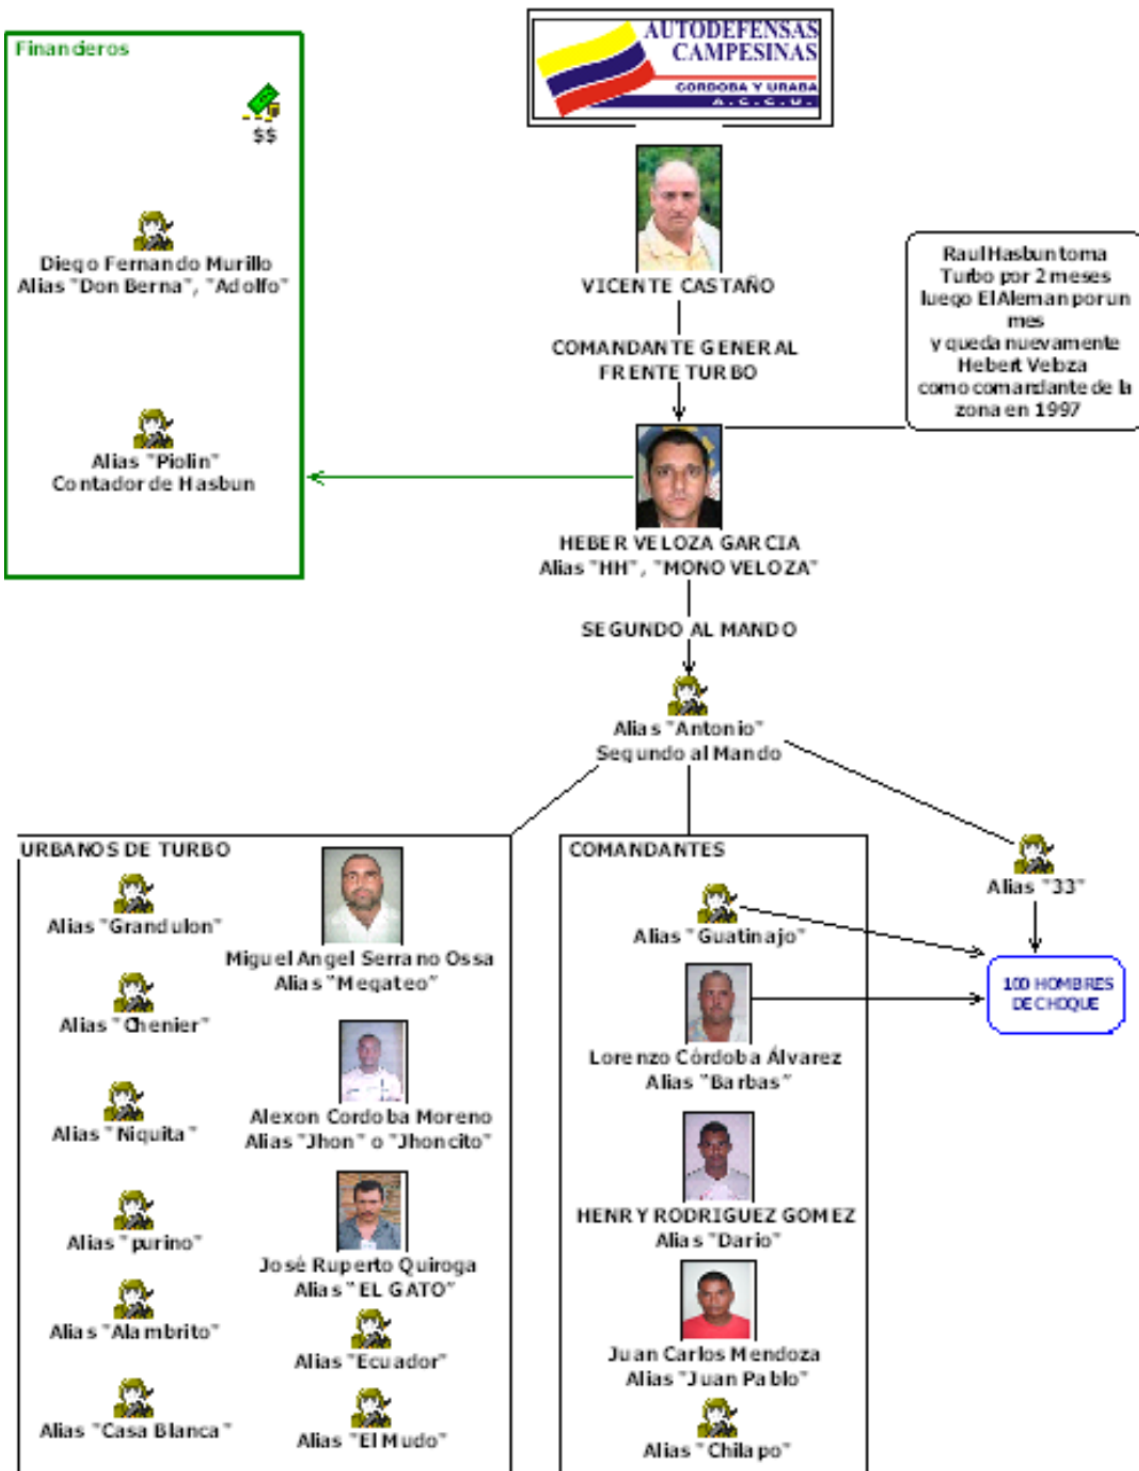 AUTODEFENSAS
CAMPESINAS
CORDOBA Y URABA
A.C.C.U.
Financieros
$$
Diego Fernando Murillo
Alias "Don Berna", "Adolfo"
Alias "Piolin"
Contador de Hasbun
VICENTE CASTAÑO
COMANDANTE GENERAL
FRENTE TURBO
Raul Hasbun toma
Turbo por 2 meses
luego El Aleman por un
mes
y queda nuevamente
Hebert Veloza
como comandante de la
zona en 1997
HEBER VELOZA GARCIA
Alias "HH", "MONO VELOZA"
SEGUNDO AL MANDO
Alias "Antonio"
Segundo al Mando
URBANOS DE TURBO
Alias "Grandulon"
Alias "Chenier"
Alias "Niquita"
Alias "purino"
Alias "Alambrito"
Alias "Casa Blanca"
Miguel Angel Serrano Ossa
Alias "Megateo"
Alexon Cordoba Moreno
Alias "Jhon" o "Jhoncito"
José Ruperto Quiroga
Alias "EL GATO"
Alias "Ecuador"
Alias "El Mudo"
COMANDANTES
Alias "Guatinajo"
Lorenzo Córdoba Álvarez
Alias "Barbas"
HENRY RODRIGUEZ GOMEZ
Alias "Dario"
Juan Carlos Mendoza
Alias "Juan Pablo"
Alias "Chilapo"
Alias "33"
100 HOMBRES
DE CHOQUE